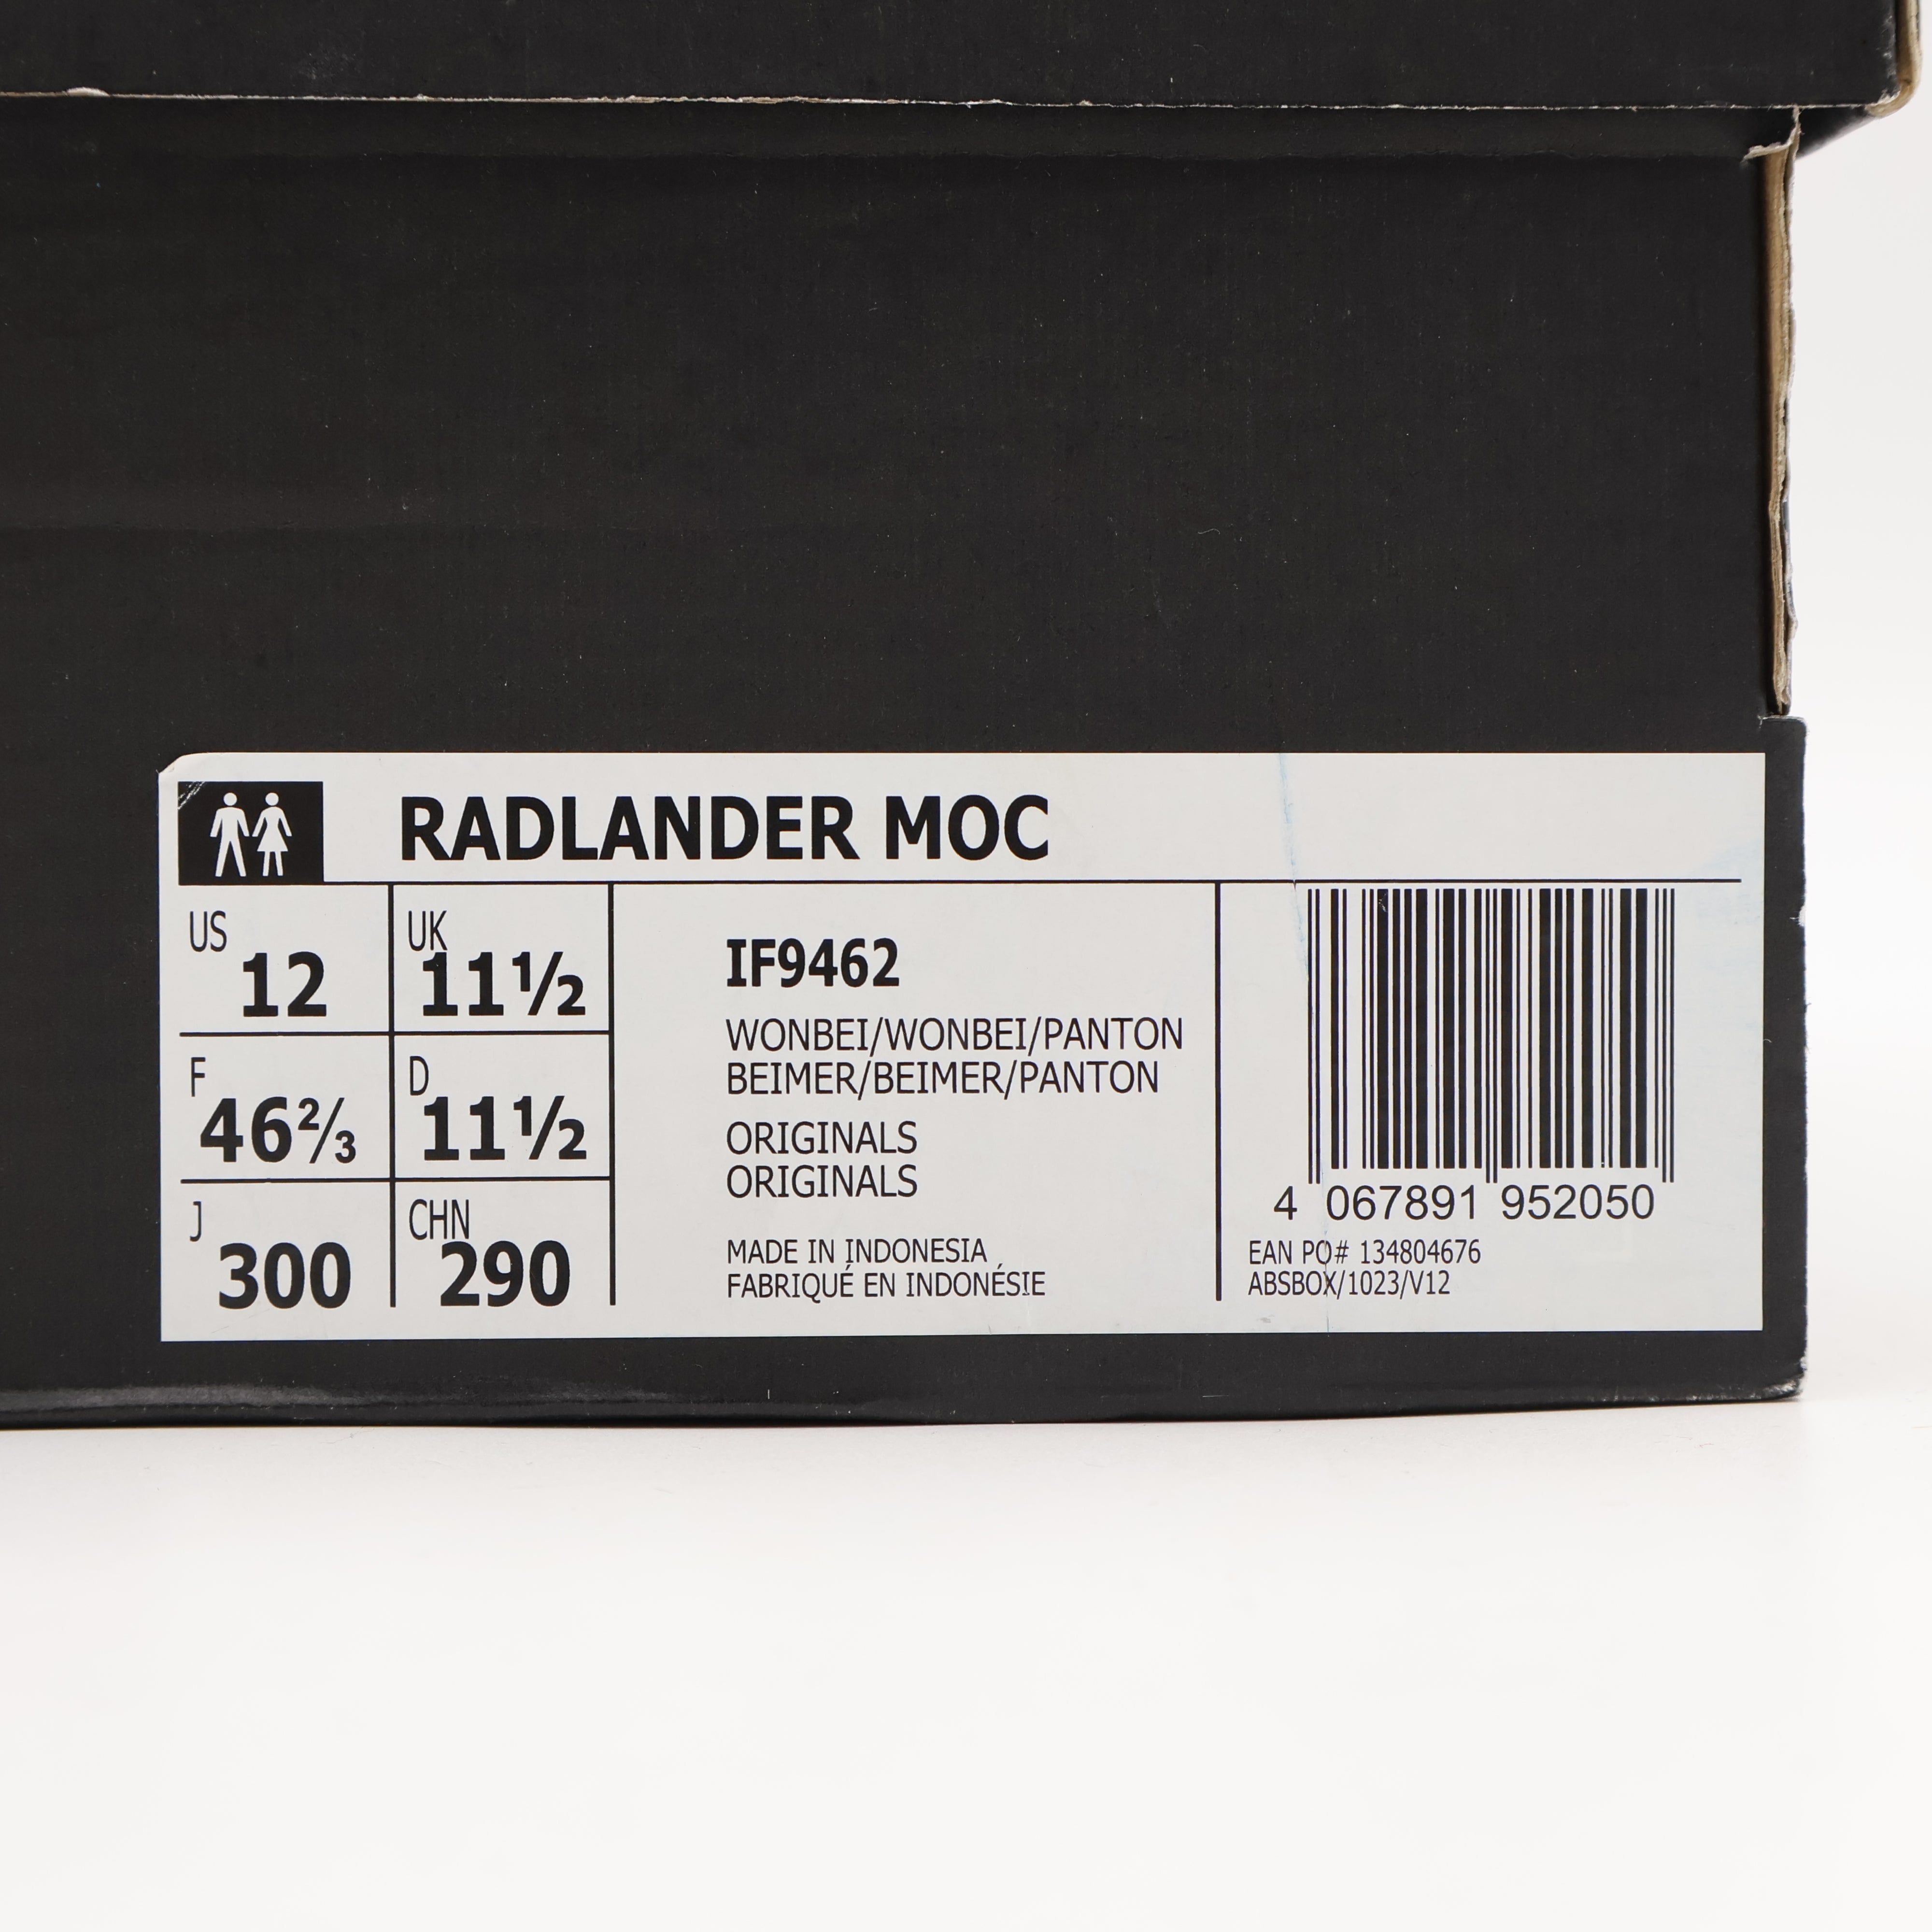 RADLANDER MOC
US 12
UK 11½
F 46⅔
D 11½
J 300
CHN 290
IF9462
WONBEI/WONBEI/PANTON
BEIMER/BEIMER/PANTON
ORIGINALS
ORIGINALS
MADE IN INDONESIA
FABRIQUÉ EN INDONÉSIE
4 067891 952050
EAN PO# 134804676
ABSBOX/1023/V12